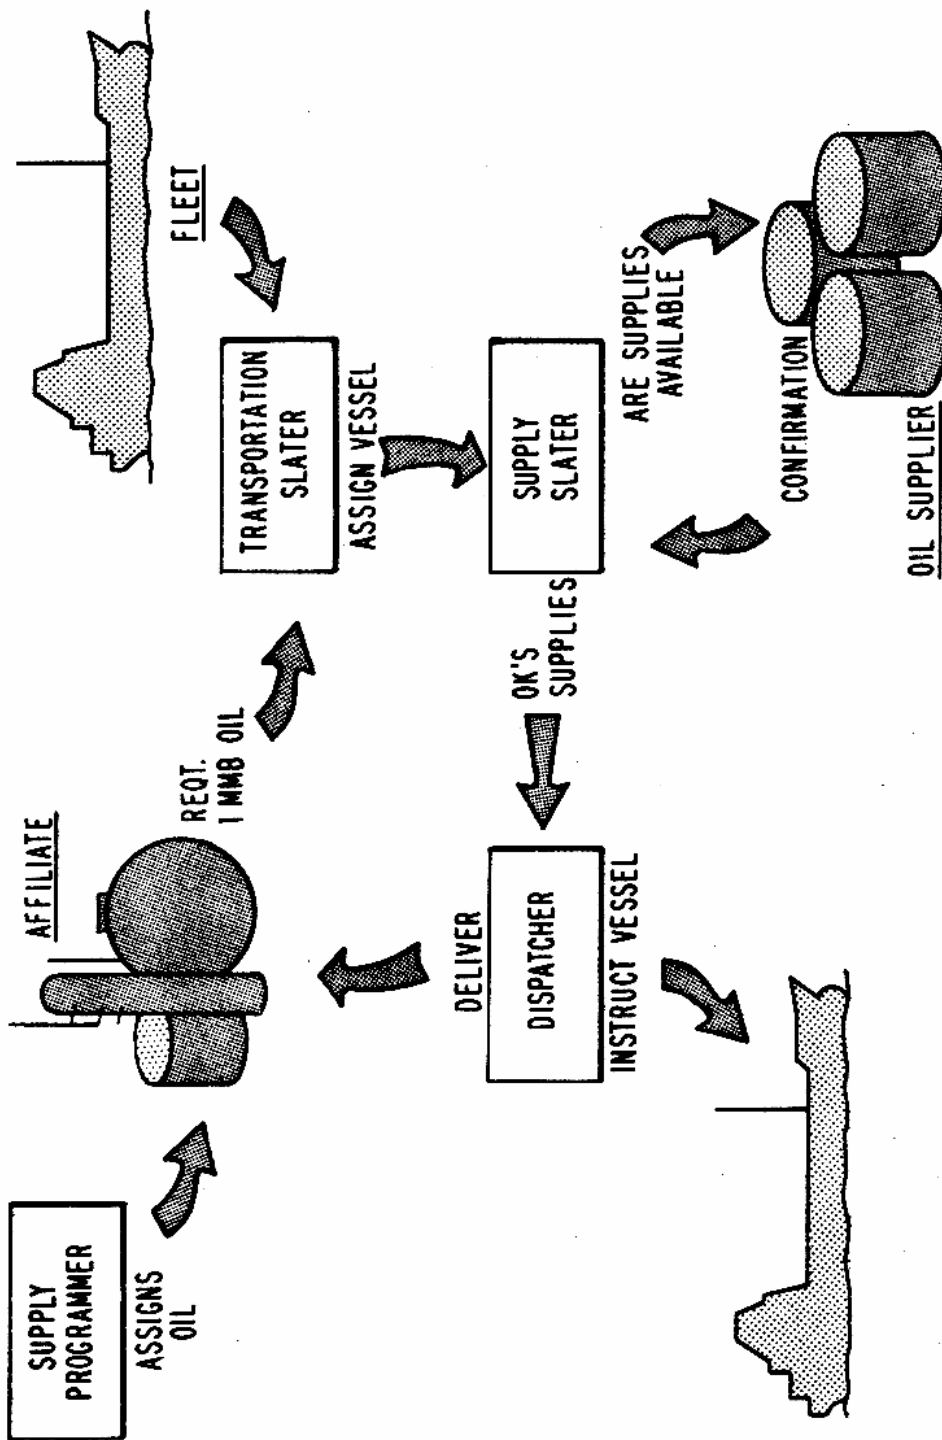 SUPPLY
PROGRAMMER
ASSIGNS
OIL
AFFILIATE
REQT.
1 MMB OIL
FLEET
TRANSPORTATION
SLATER
ASSIGN VESSEL
DELIVER
DISPATCHER
INSTRUCT VESSEL
OK'S
SUPPLIES
SUPPLY
SLATER
ARE SUPPLIES
AVAILABLE
CONFIRMATION
OIL SUPPLIER